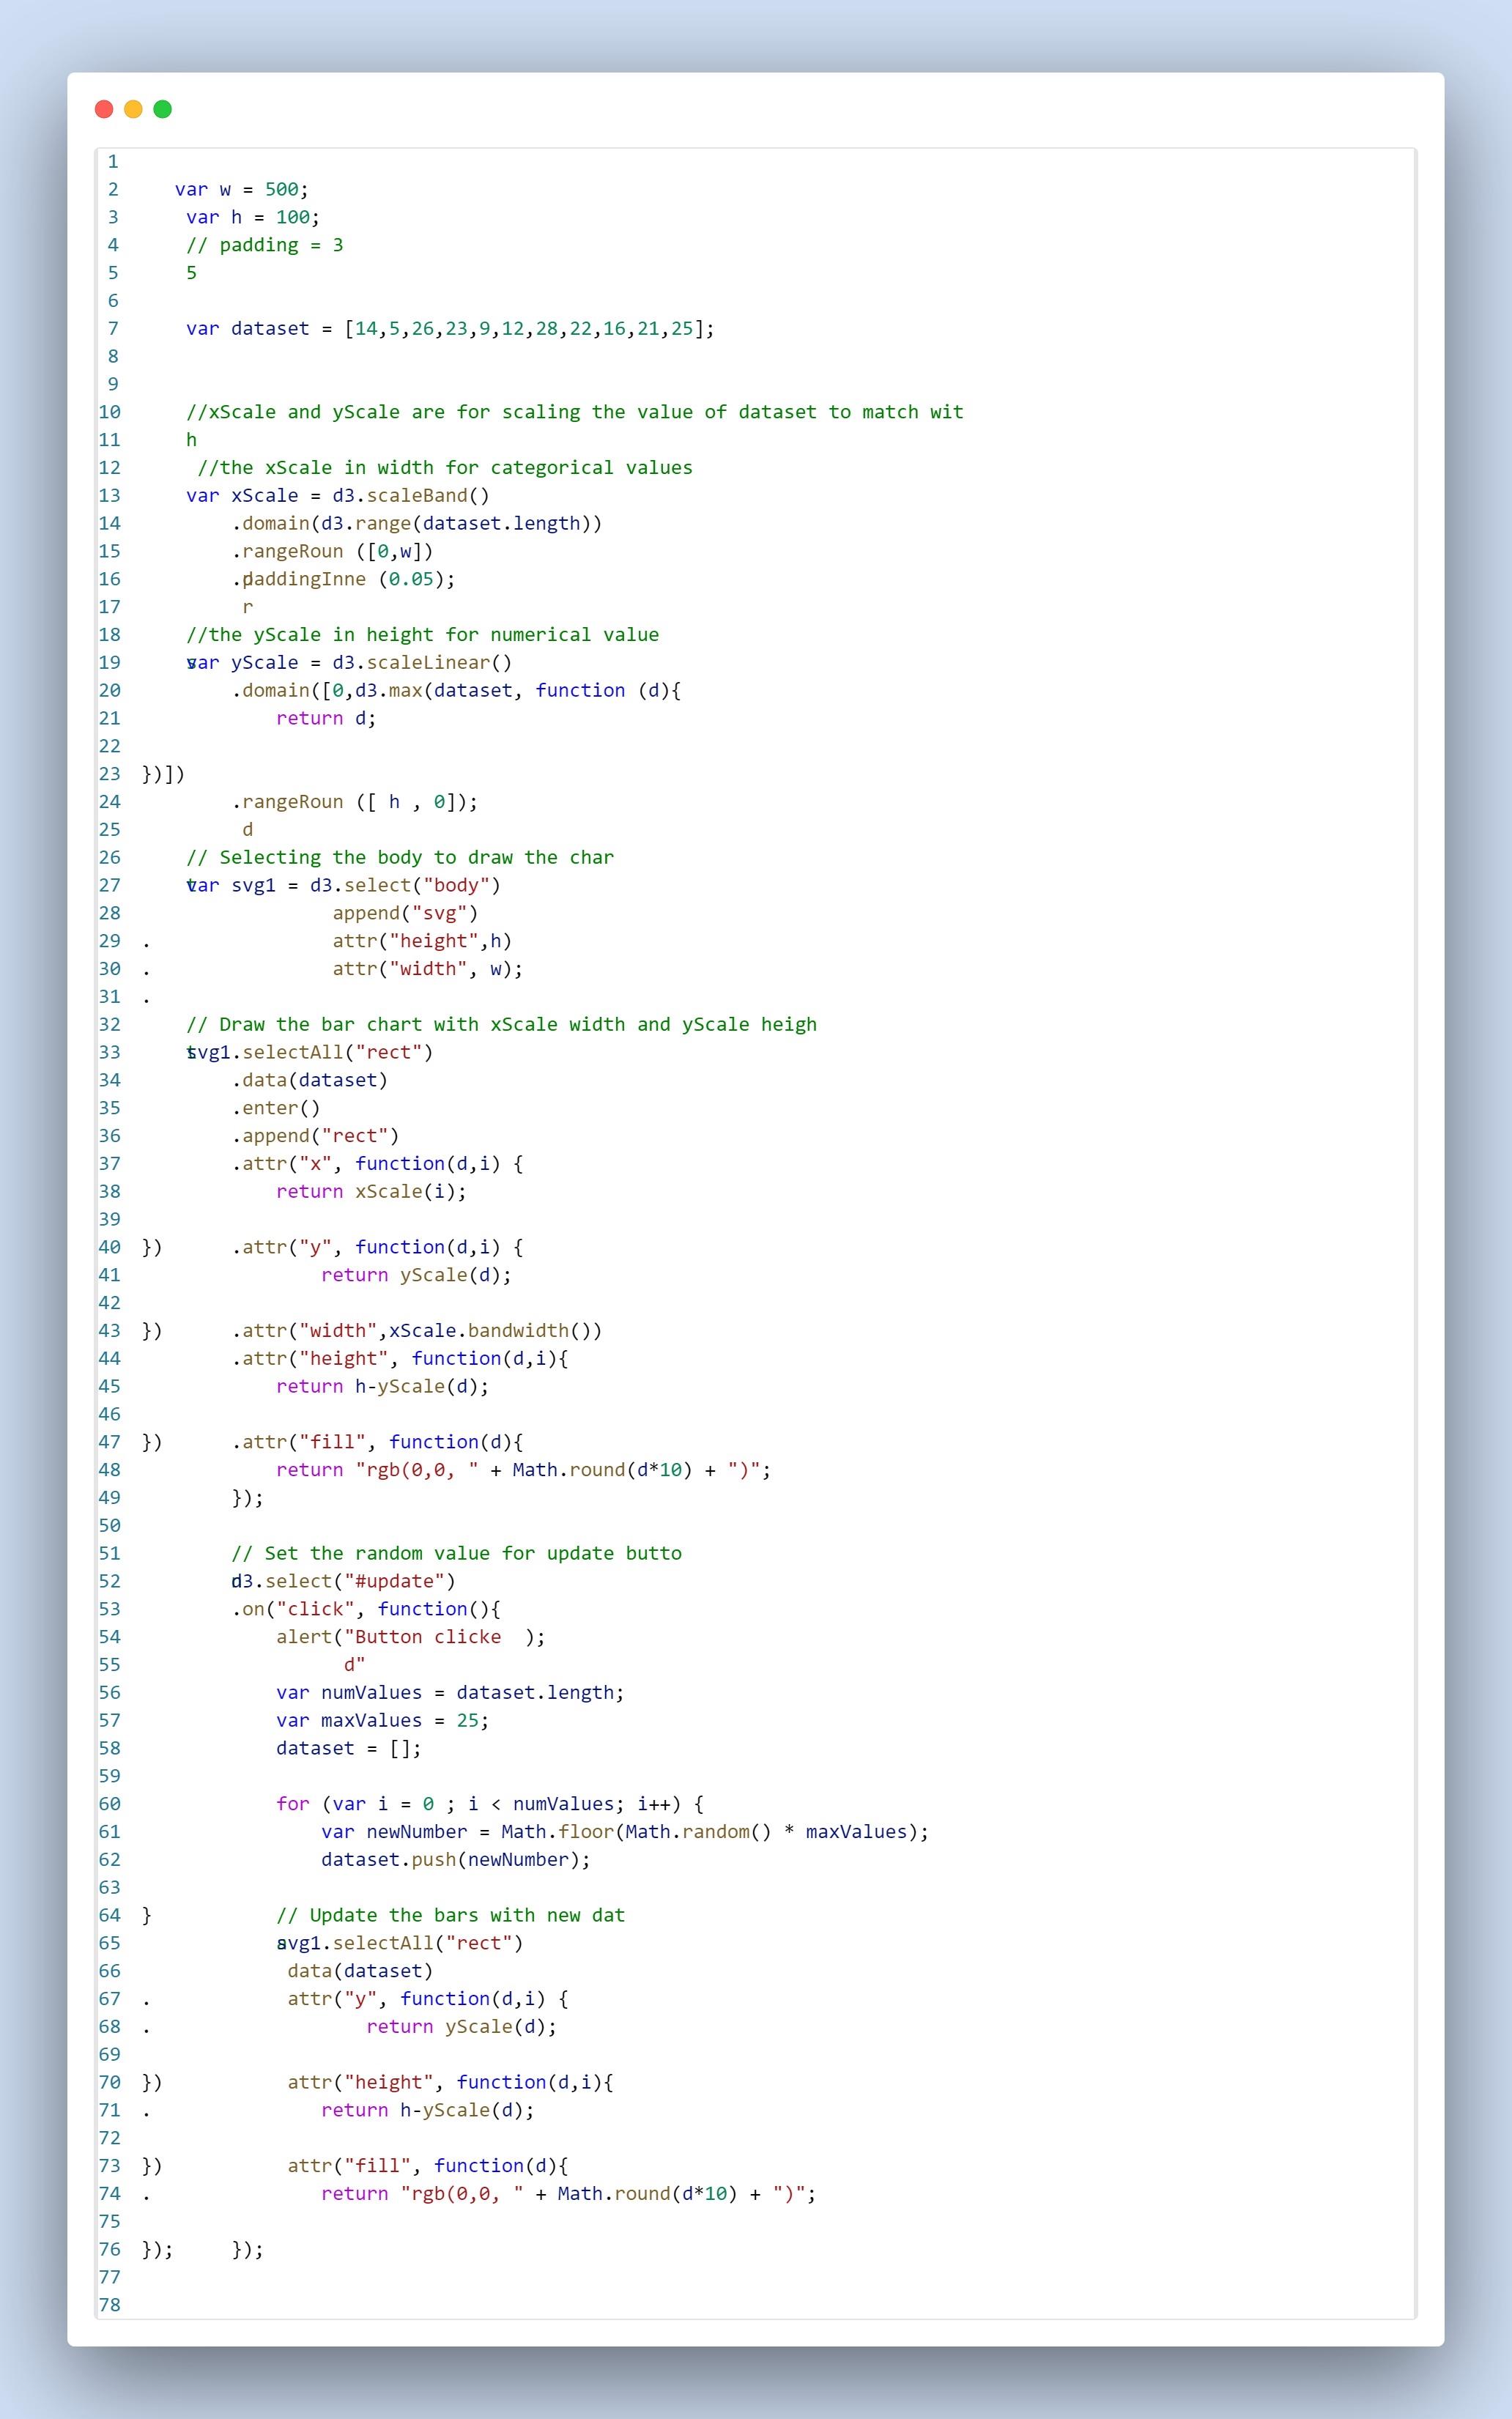 1
2 var w = 500;
3 var h = 100;
4 // padding = 3
5 5
6
7 var dataset = [14,5,26,23,9,12,28,22,16,21,25];
8
9
10 //xScale and yScale are for scaling the value of dataset to match wit
11 h
12 //the xScale in width for categorical values
13 var xScale = d3.scaleBand()
14 .domain(d3.range(dataset.length))
15 .rangeRoun ([0,w])
16 d.paddingInne (0.05);
17 r
18 //the yScale in height for numerical value
19 s var yScale = d3.scaleLinear()
20 .domain([0,d3.max(dataset, function (d){
21 return d;
22
23 })])
24 .rangeRoun ([ h , 0]);
25 d
26 // Selecting the body to draw the char
27 t var svg1 = d3.select("body")
28 append("svg")
29 . attr("height",h)
30 . attr("width", w);
31 .
32 // Draw the bar chart with xScale width and yScale heigh
33 t svg1.selectAll("rect")
34 .data(dataset)
35 .enter()
36 .append("rect")
37 .attr("x", function(d,i) {
38 return xScale(i);
39
40 }) .attr("y", function(d,i) {
41 return yScale(d);
42
43 }) .attr("width",xScale.bandwidth())
44 .attr("height", function(d,i){
45 return h-yScale(d);
46
47 }) .attr("fill", function(d){
48 return "rgb(0,0, " + Math.round(d*10) + ")";
49 });
50
51 // Set the random value for update butto
52 n d3.select("#update")
53 .on("click", function(){
54 alert("Button clicke );
55 d"
56 var numValues = dataset.length;
57 var maxValues = 25;
58 dataset = [];
59
60 for (var i = 0 ; i < numValues; i++) {
61 var newNumber = Math.floor(Math.random() * maxValues);
62 dataset.push(newNumber);
63
64 } // Update the bars with new dat
65 a svg1.selectAll("rect")
66 data(dataset)
67 . attr("y", function(d,i) {
68 . return yScale(d);
69
70 }) attr("height", function(d,i){
71 . return h-yScale(d);
72
73 }) attr("fill", function(d){
74 . return "rgb(0,0, " + Math.round(d*10) + ")";
75
76 }); });
77
78